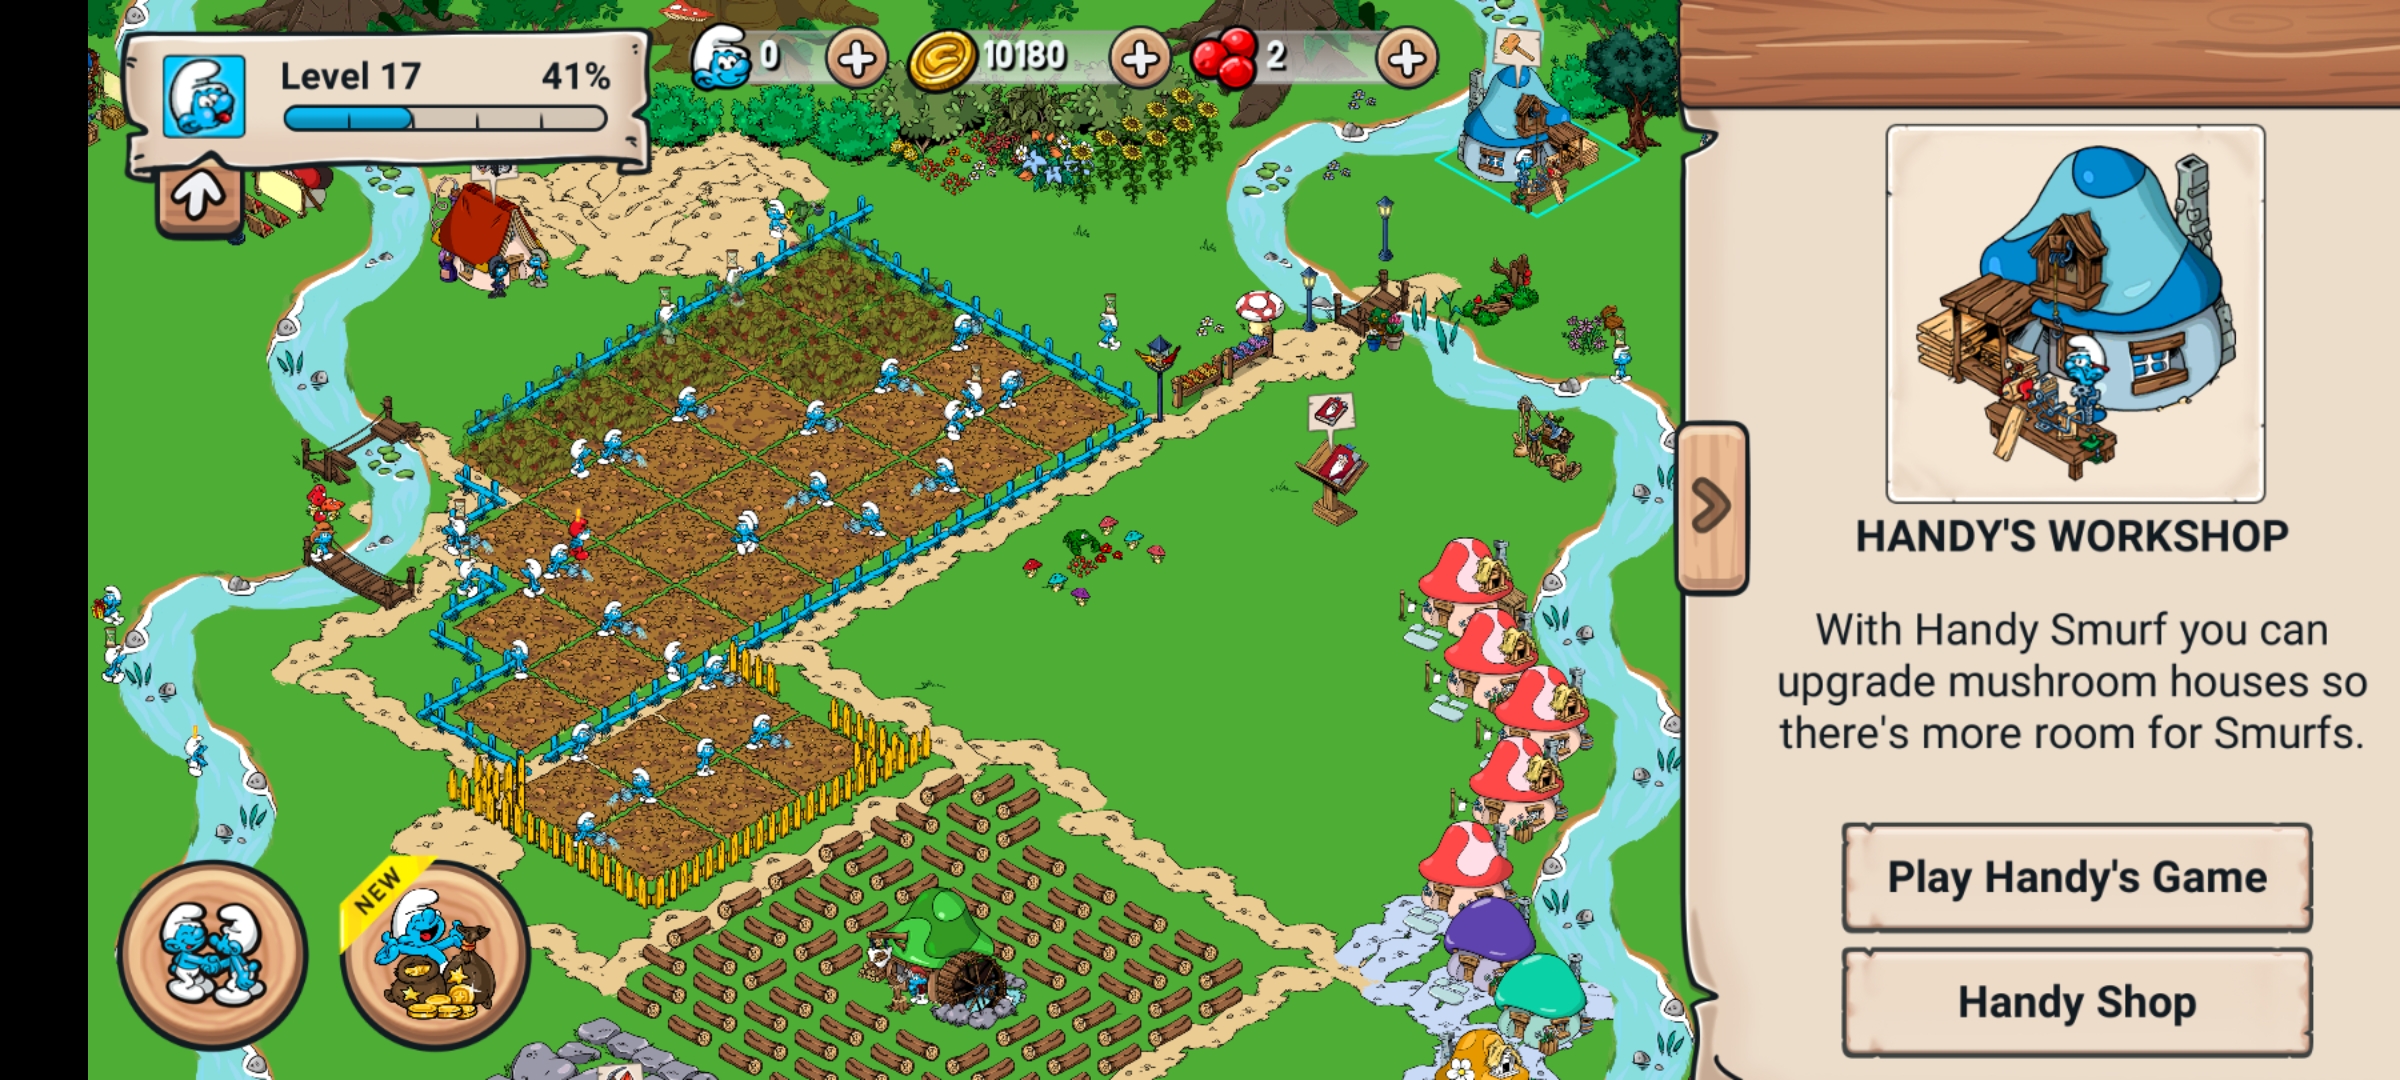 Level 17
41%
0
10180
2
NEW
HANDY'S WORKSHOP
With Handy Smurf you can
upgrade mushroom houses so
there's more room for Smurfs.
Play Handy's Game
Handy Shop